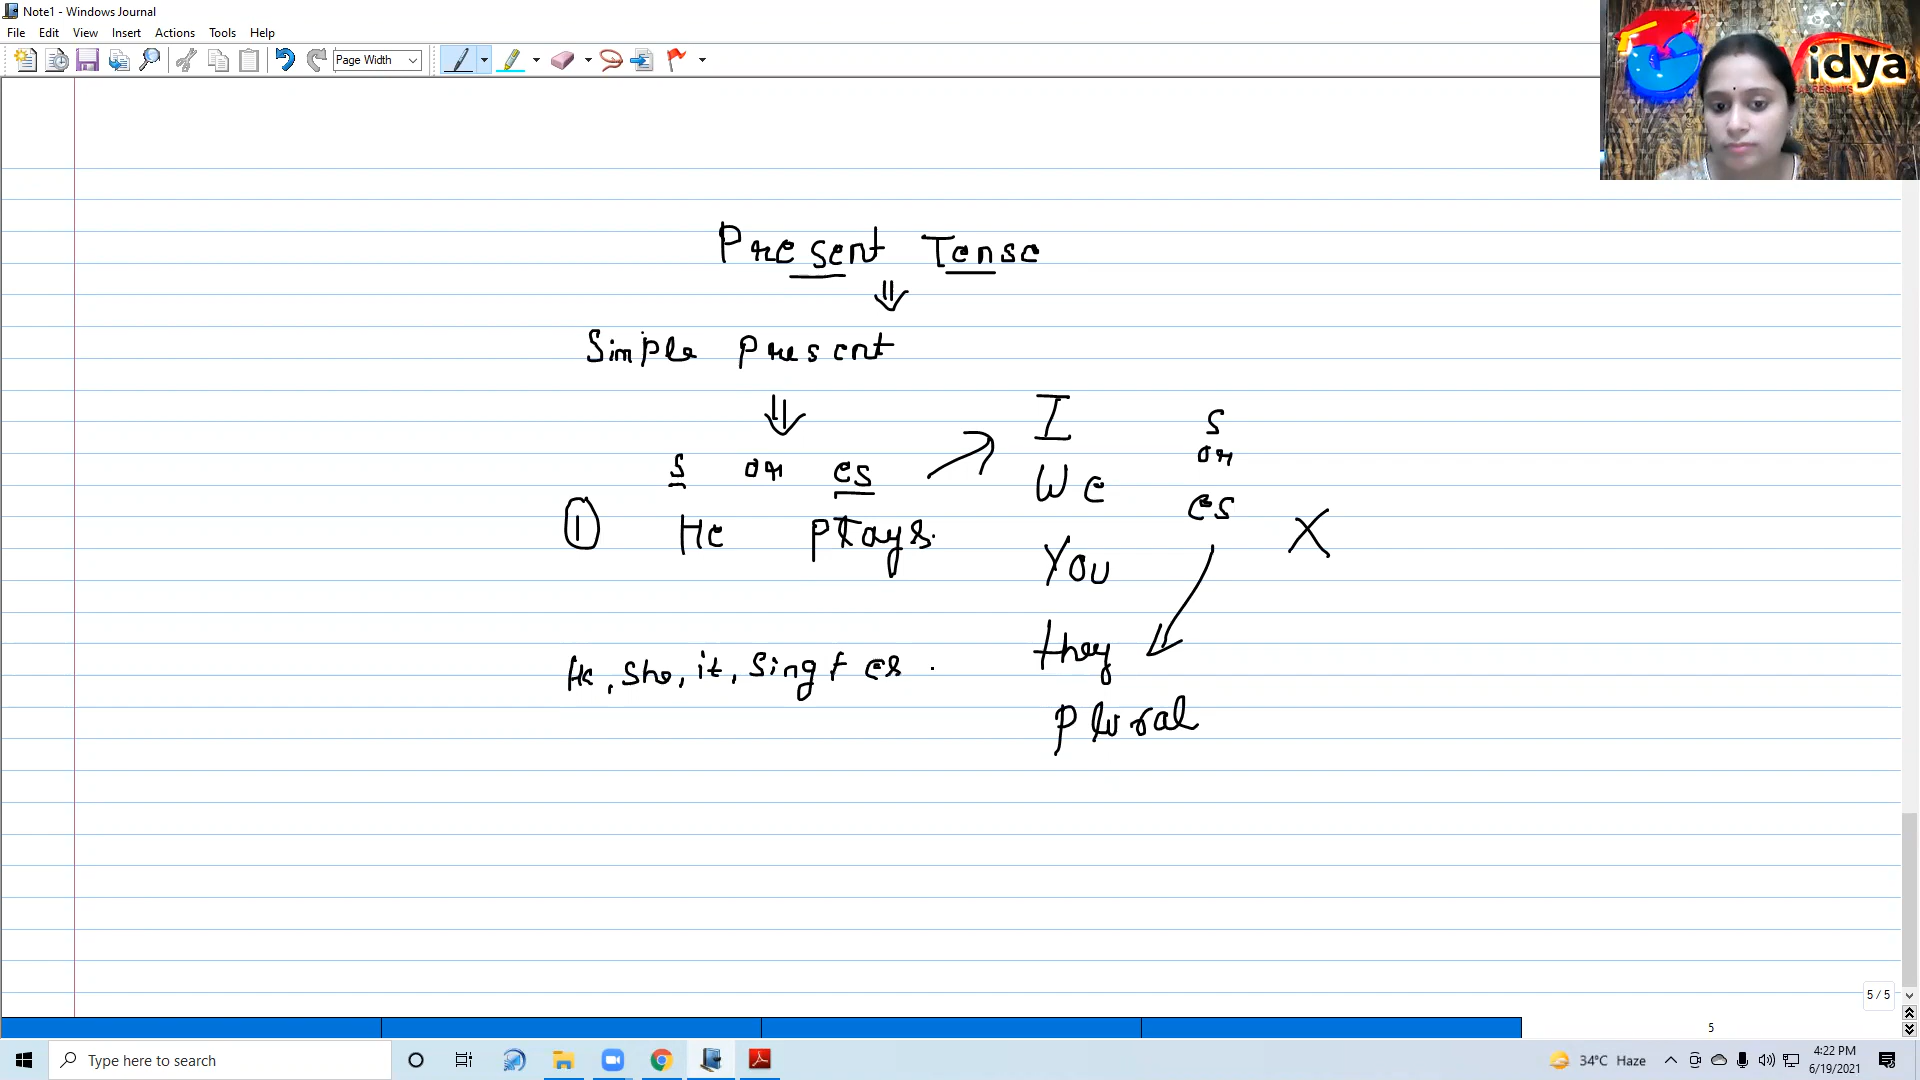 Note1 - Windows Journal
File Edit View Insert Actions Tools Help
Page Width
Vidya
Present Tense
Simple Present
s or es
I
We
You
they
Plural
s
or
es
X
1 He plays.
He, She, it, Sing + es .
5 / 5
5
Type here to search
34°C Haze
4:22 PM
6/19/2021